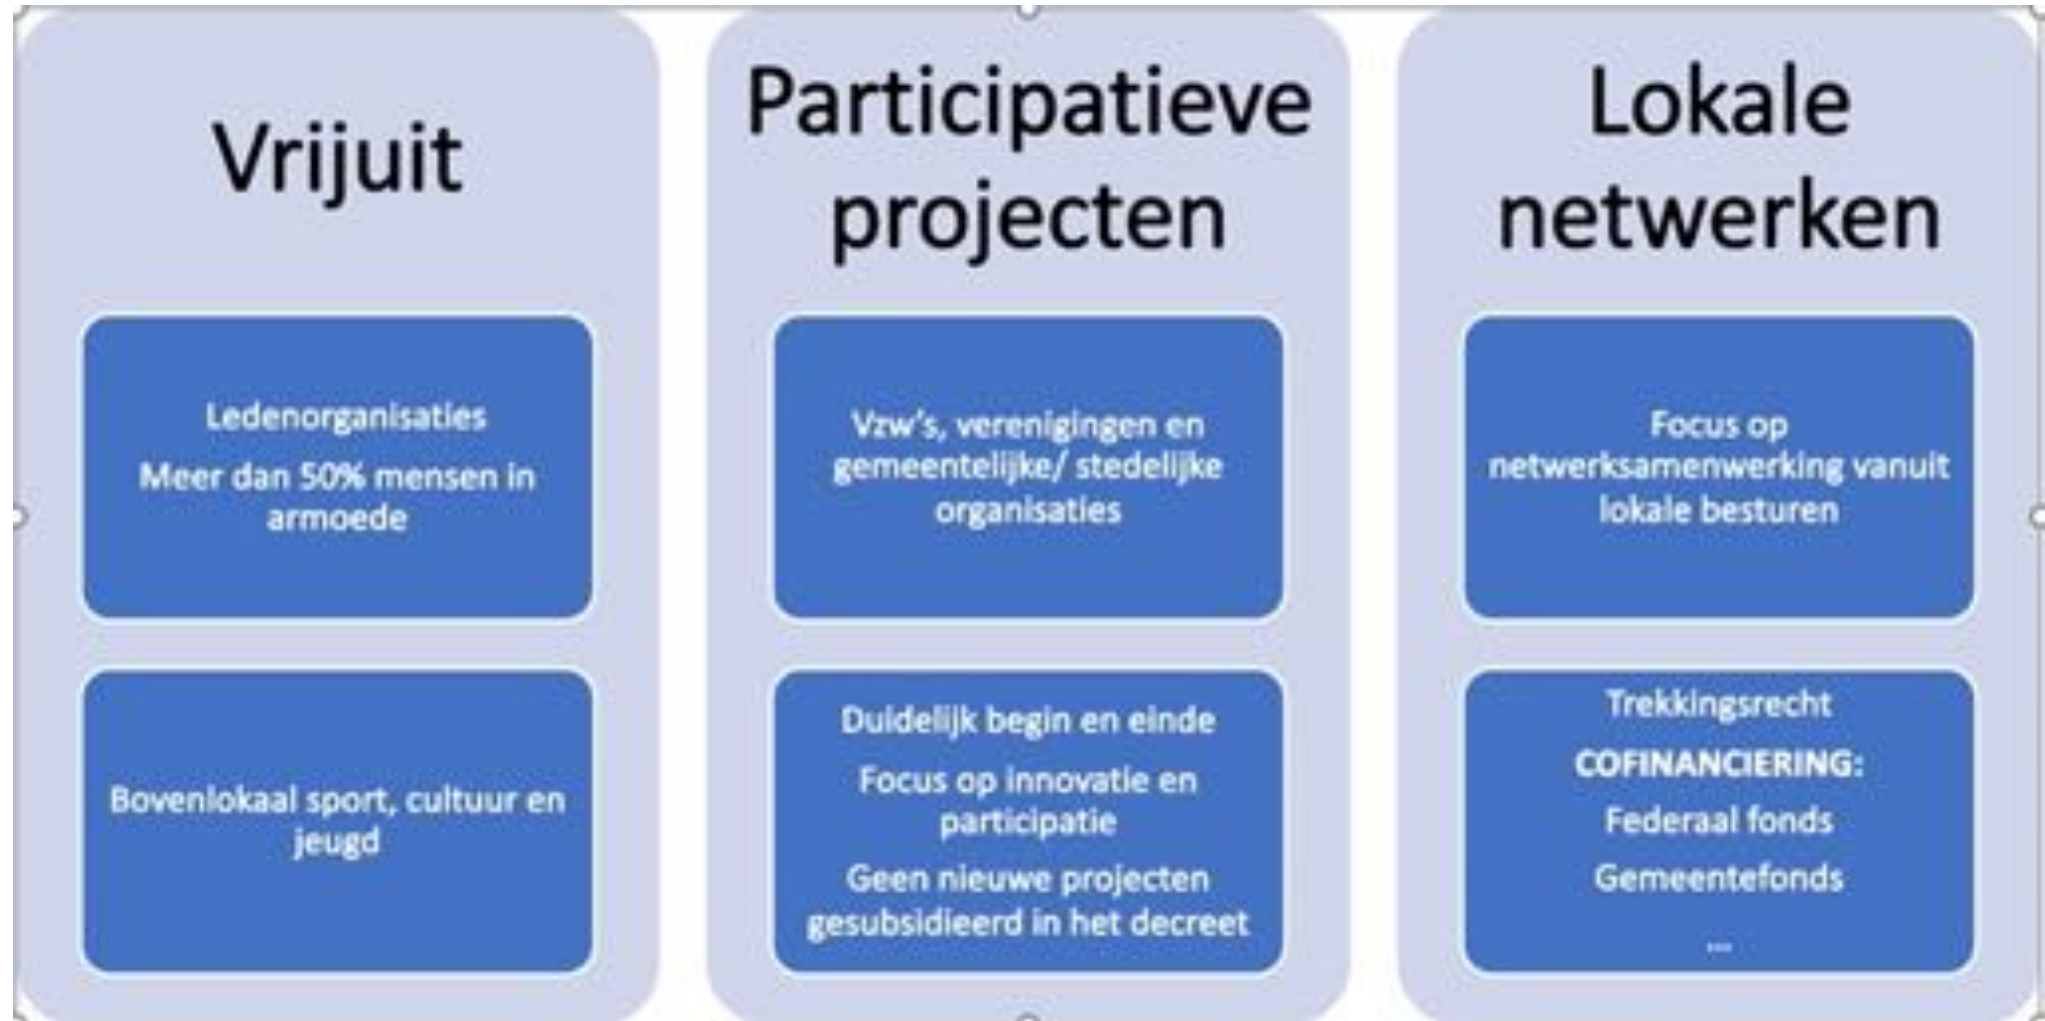 Vrijuit
Ledenorganisaties
Meer dan 50% mensen in
armoede
Bovenlokaal sport, cultuur en
jeugd
Participatieve
projecten
Vzw's, verenigingen en
gemeentelijke/ stedelijke
organisaties
Duidelijk begin en einde
Focus op innovatie en
participatie
Geen nieuwe projecten
gesubsidieerd in het decreet
Lokale
netwerken
Focus op
netwerksamenwerking vanuit
lokale besturen
Trekkingsrecht
COFINANCIERING:
Federaal fonds
Gemeentefonds
...